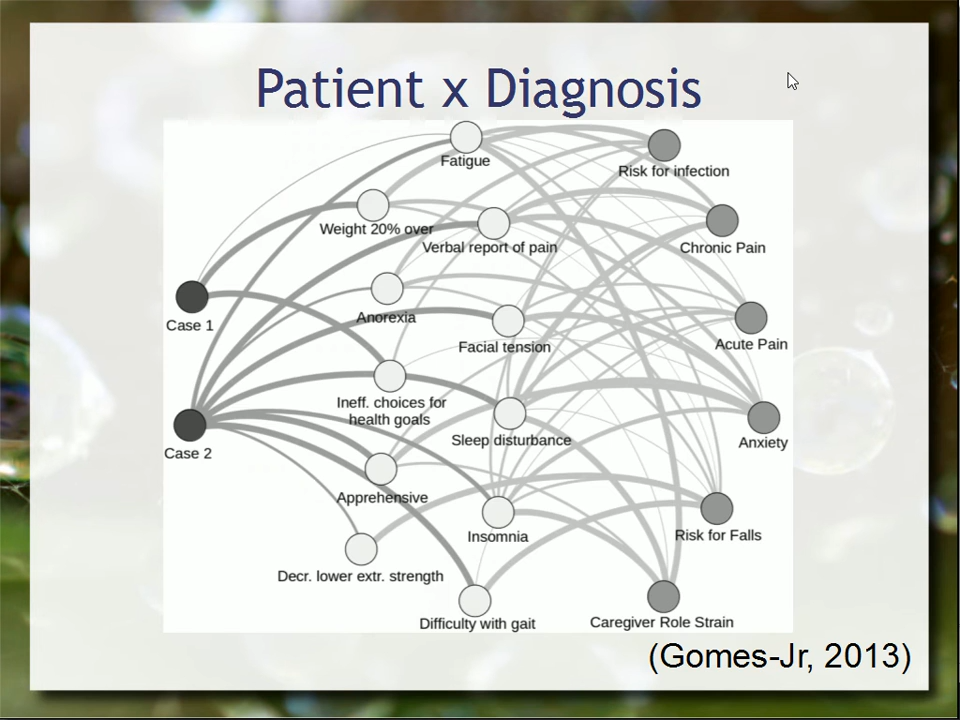 Patient x Diagnosis
Fatigue
Risk for infection
Weight 20% over
Verbal report of pain
Chronic Pain
Case 1
Anorexia
Facial tension
Acute Pain
Ineff. choices for
health goals
Sleep disturbance
Anxiety
Case 2
Apprehensive
Insomnia
Risk for Falls
Decr. lower extr. strength
Difficulty with gait
Caregiver Role Strain
(Gomes-Jr, 2013)